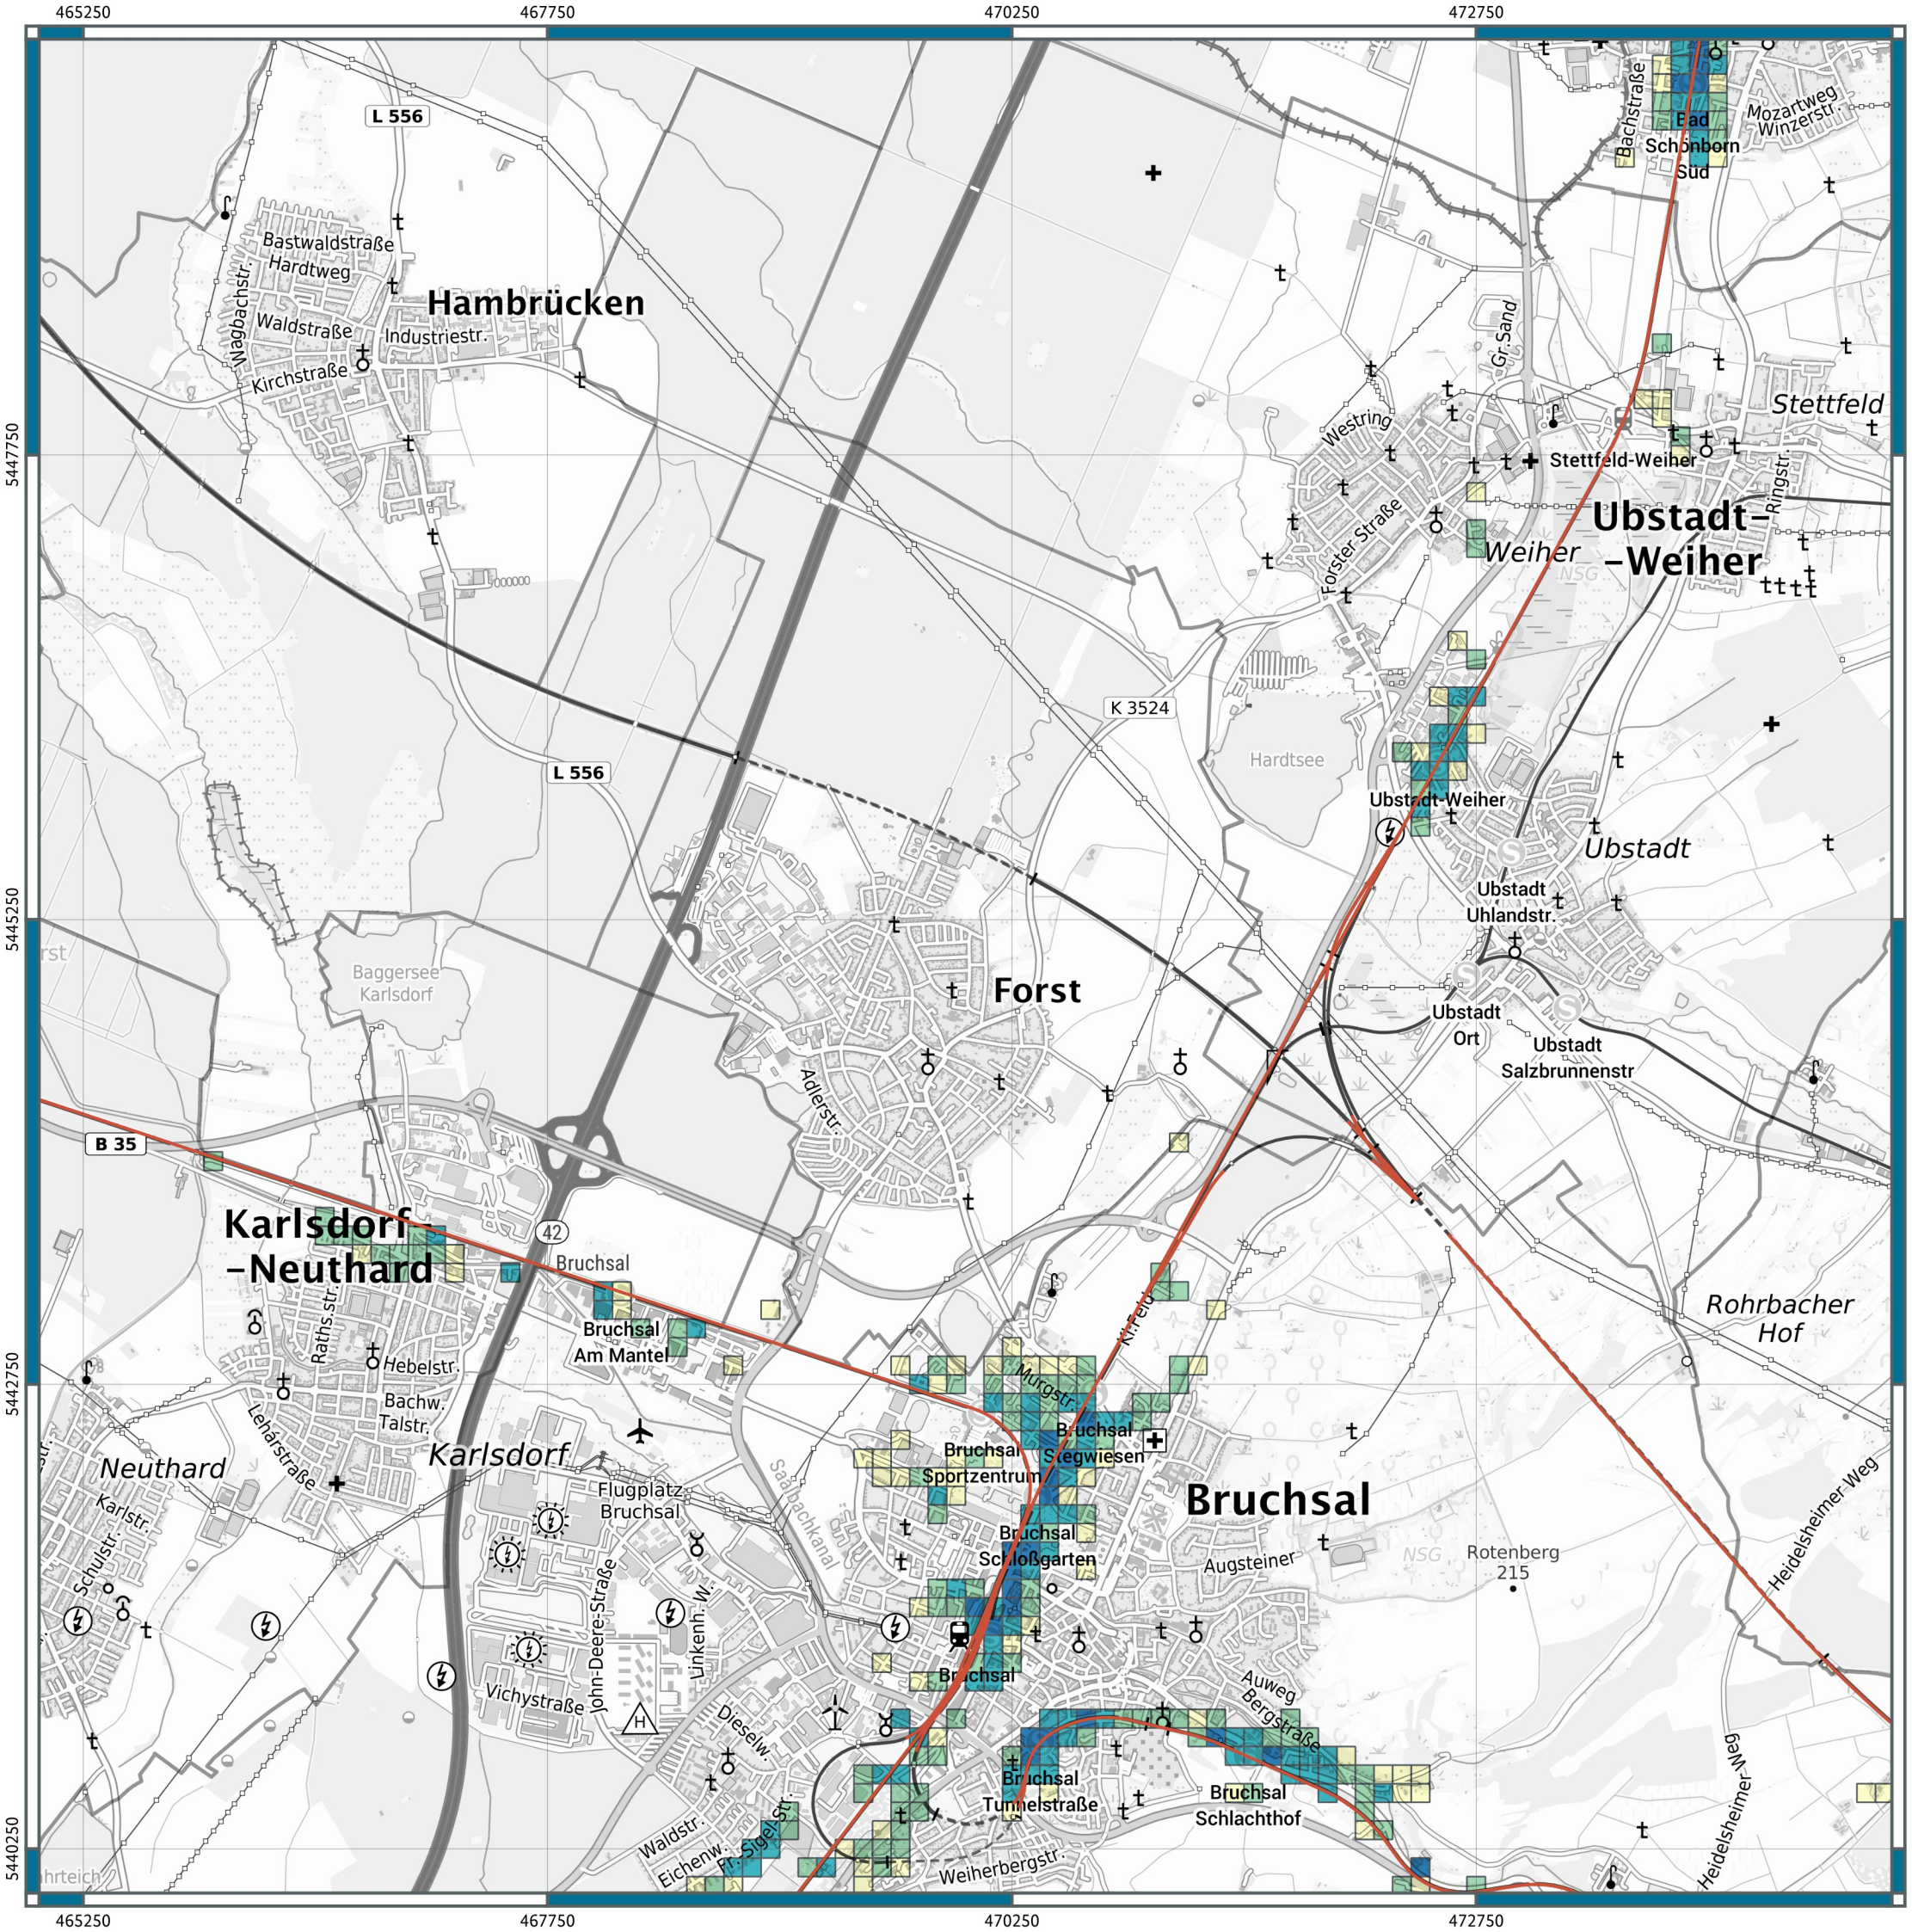 465250 467750 470250 472750
L 556
Bachstraße
Mozartweg
Winzerstr.
Bad
Schönborn
Süd
Bastwaldstraße
Hardtweg
Nagbachstr.
Hambrücken
Waldstraße
Industriestr.
Kirchstraße
Gr.Sand
Stettfeld
Westring
5447750
Stettfeld-Weiher
Ringstr.
Ubstadt-
-Weiher
Forster Straße
Weiher
NSG
K 3524
Hardtsee
L 556
Ubstadt-Weiher
Ubstadt
S
Ubstadt
Uhlandstr.
5445250
rst
Baggersee
Karlsdorf
Forst
S
S
Ubstadt
Ort
Ubstadt
Salzbrunnenstr
Adlerstr.
B 35
Karlsdorf-
-Neuthard
42
Bruchsal
Kl.Feld
Rohrbacher
Hof
Raths.str.
Bruchsal
Am Mantel
Hebelstr.
5442750
Murgstr.
Bachw.
Talstr.
Lehárstraße
Karlsdorf
Neuthard
Bruchsal
Sportzentrum
Bruchsal
Stegwiesen
Bruchsal
Flugplatz
Bruchsal
Saalbachkanal
Karlstr.
Schulstr.
Bruchsal
Schloßgarten
Augsteiner
NSG
Rotenberg
215
Heidelsheimer Weg
John-Deere-Straße
Linkenh. W.
Vichystraße
H
Bruchsal
Auweg
Bergstraße
Dieselw.
Bruchsal
Tunnelstraße
Bruchsal
Schlachthof
Heidelsheimer Weg
5440250
Waldstr.
Eichenw.
Fr.-Sigel-Str.
Weiherbergstr.
hrteich
465250 467750 470250 472750